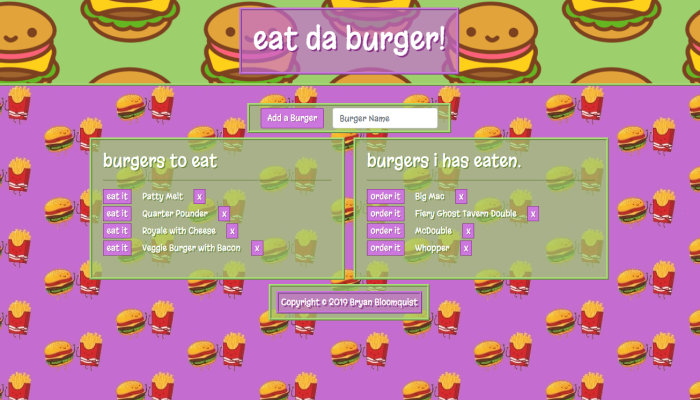 eat da burger!
Add a Burger Burger Name
burgers to eat
eat it Patty Melt x
eat it Quarter Pounder x
eat it Royale with Cheese x
eat it Veggie Burger with Bacon x
burgers i has eaten.
order it Big Mac x
order it Fiery Ghost Tavern Double ... x
order it McDouble x
order it Whopper x
Copyright © 2019 Bryan Bloomquist